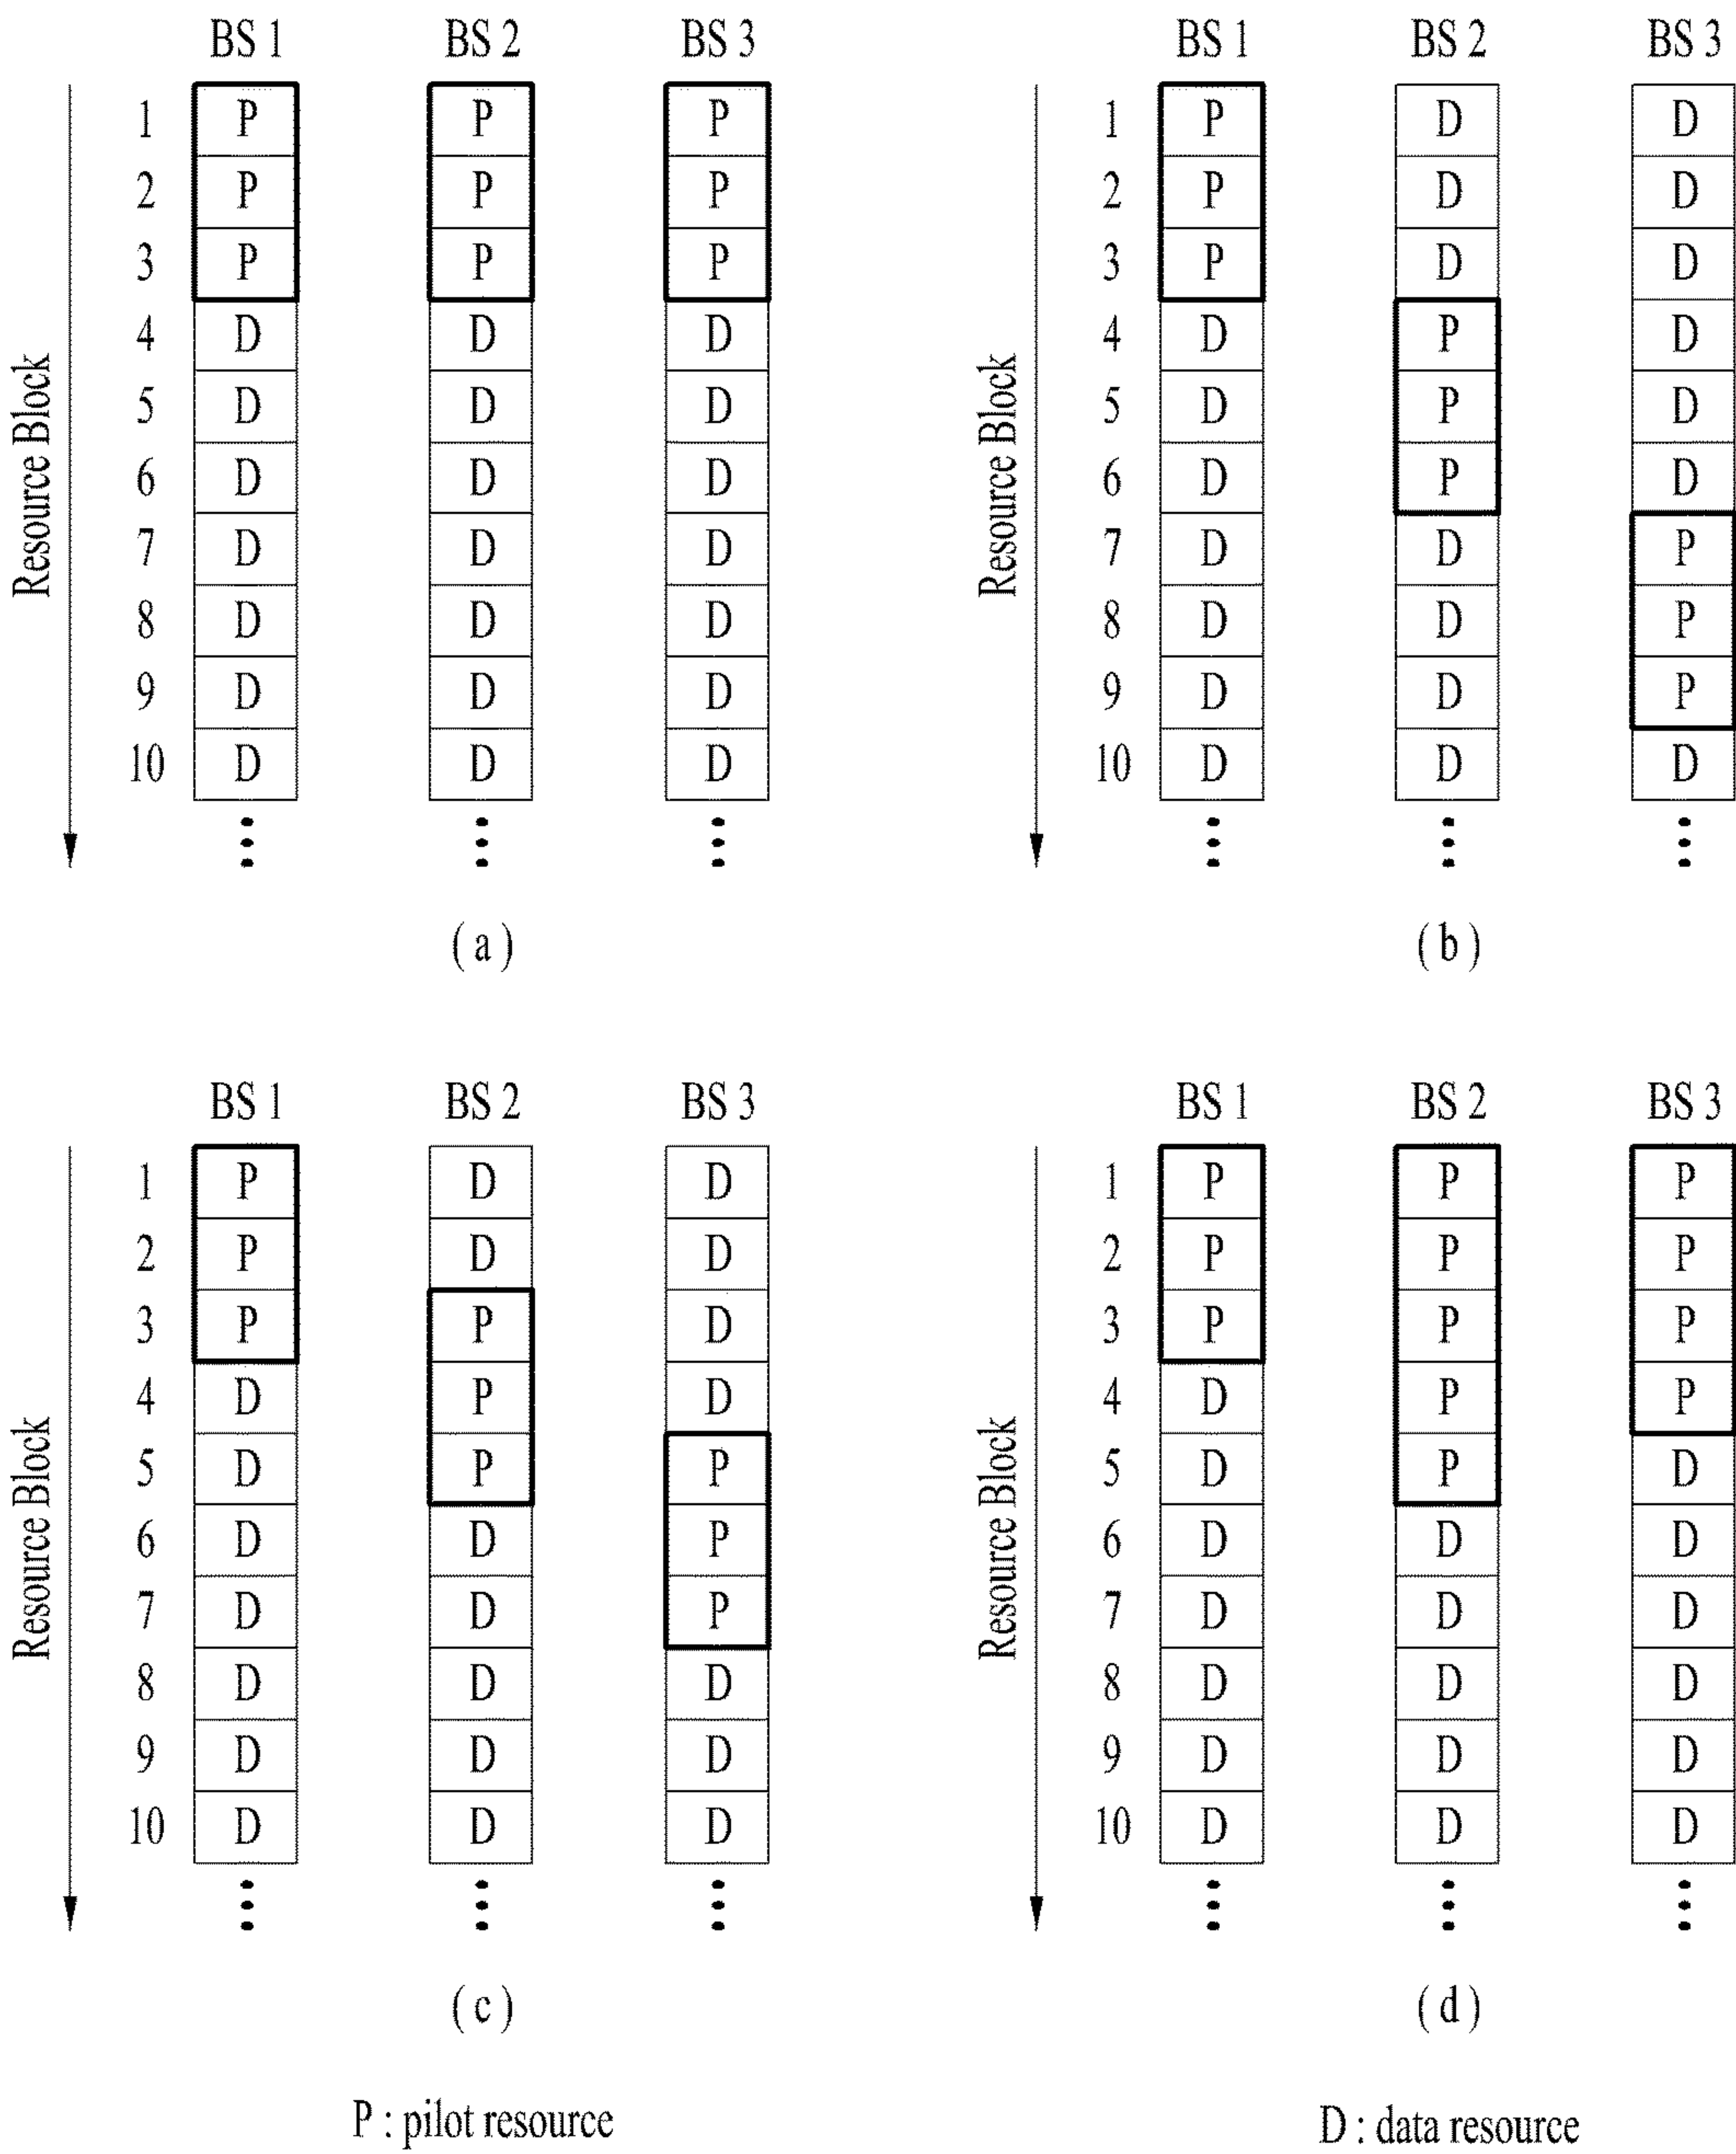 BS 1 BS 2 BS 3
1 P P P
2 P P P
3 P P P
4 D D D
5 D D D
6 D D D
7 D D D
8 D D D
9 D D D
10 D D D
Resource Block
( a )
BS 1 BS 2 BS 3
1 P D D
2 P D D
3 P D D
4 D P D
5 D P D
6 D P D
7 D D P
8 D D P
9 D D P
10 D D D
Resource Block
( b )
BS 1 BS 2 BS 3
1 P D D
2 P D D
3 P P D
4 D P D
5 D P P
6 D D P
7 D D P
8 D D D
9 D D D
10 D D D
Resource Block
( c )
BS 1 BS 2 BS 3
1 P P P
2 P P P
3 P P P
4 D P P
5 D P D
6 D D D
7 D D D
8 D D D
9 D D D
10 D D D
Resource Block
( d )
P : pilot resource
D : data resource